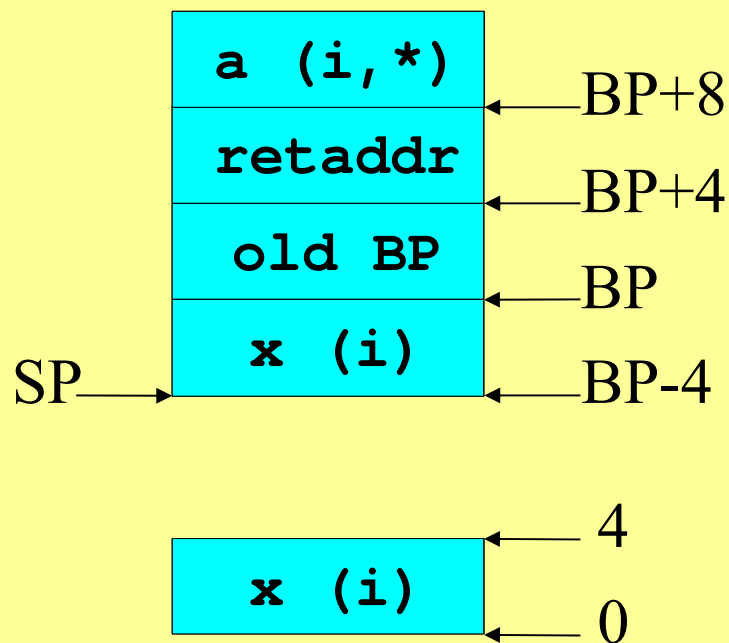 a (i,*)
BP+8
retaddr
BP+4
old BP
BP
x (i)
SP
BP-4
4
x (i)
0